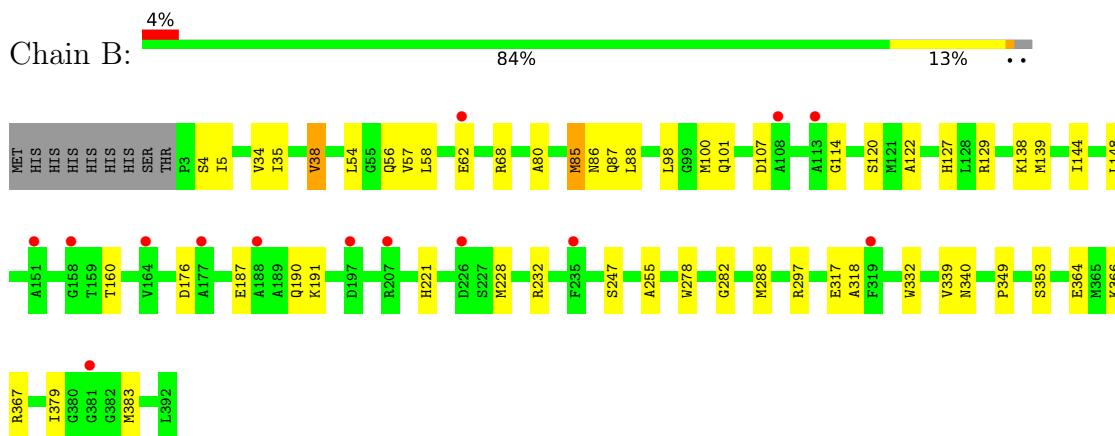 4%
Chain B:
84% 13% • •
MET HIS HIS HIS HIS HIS HIS SER THR P3 S4 I5 V34 I35 V38 L54 G55 Q56 V57 L58 E62 R68 A80 M85 N86 Q87 L88 L98 G99 M100 Q101 D107 A108 A113 G114 S120 M121 A122 H127 L128 R129 K138 M139 I144 L148
A151 G158 T159 T160 V164 D176 A177 E187 A188 A189 Q190 K191 D197 R207 H221 D226 S227 M228 R232 F235 S247 A255 W278 G282 M288 R297 E317 A318 F319 W332 V339 N340 P349 S353 E364 M365 K366
R367 I379 G380 G381 G382 M383 L392